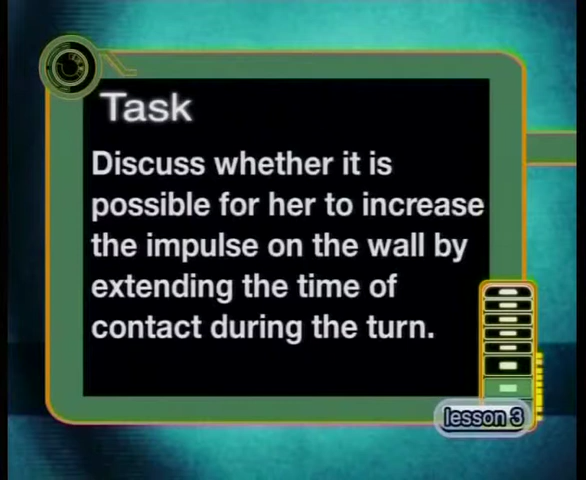 Task
Discuss whether it is
possible for her to increase
the impulse on the wall by
extending the time of
contact during the turn.
lesson 3